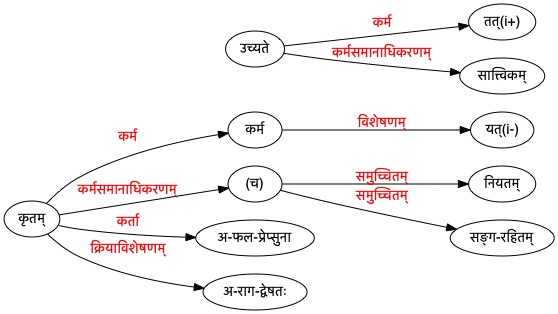 कर्म
तत्(i+)
उच्यते
कर्मसमानाधिकरणम्
सात्त्विकम्
कर्म
कर्म
विशेषणम्
यत्(i-)
कर्मसमानाधिकरणम्
(च)
समुच्चितम्
नियतम्
समुच्चितम्
कृतम्
कर्ता
अ-फल-प्रेप्सुना
सङ्ग-रहितम्
क्रियाविशेषणम्
अ-राग-द्वेषतः